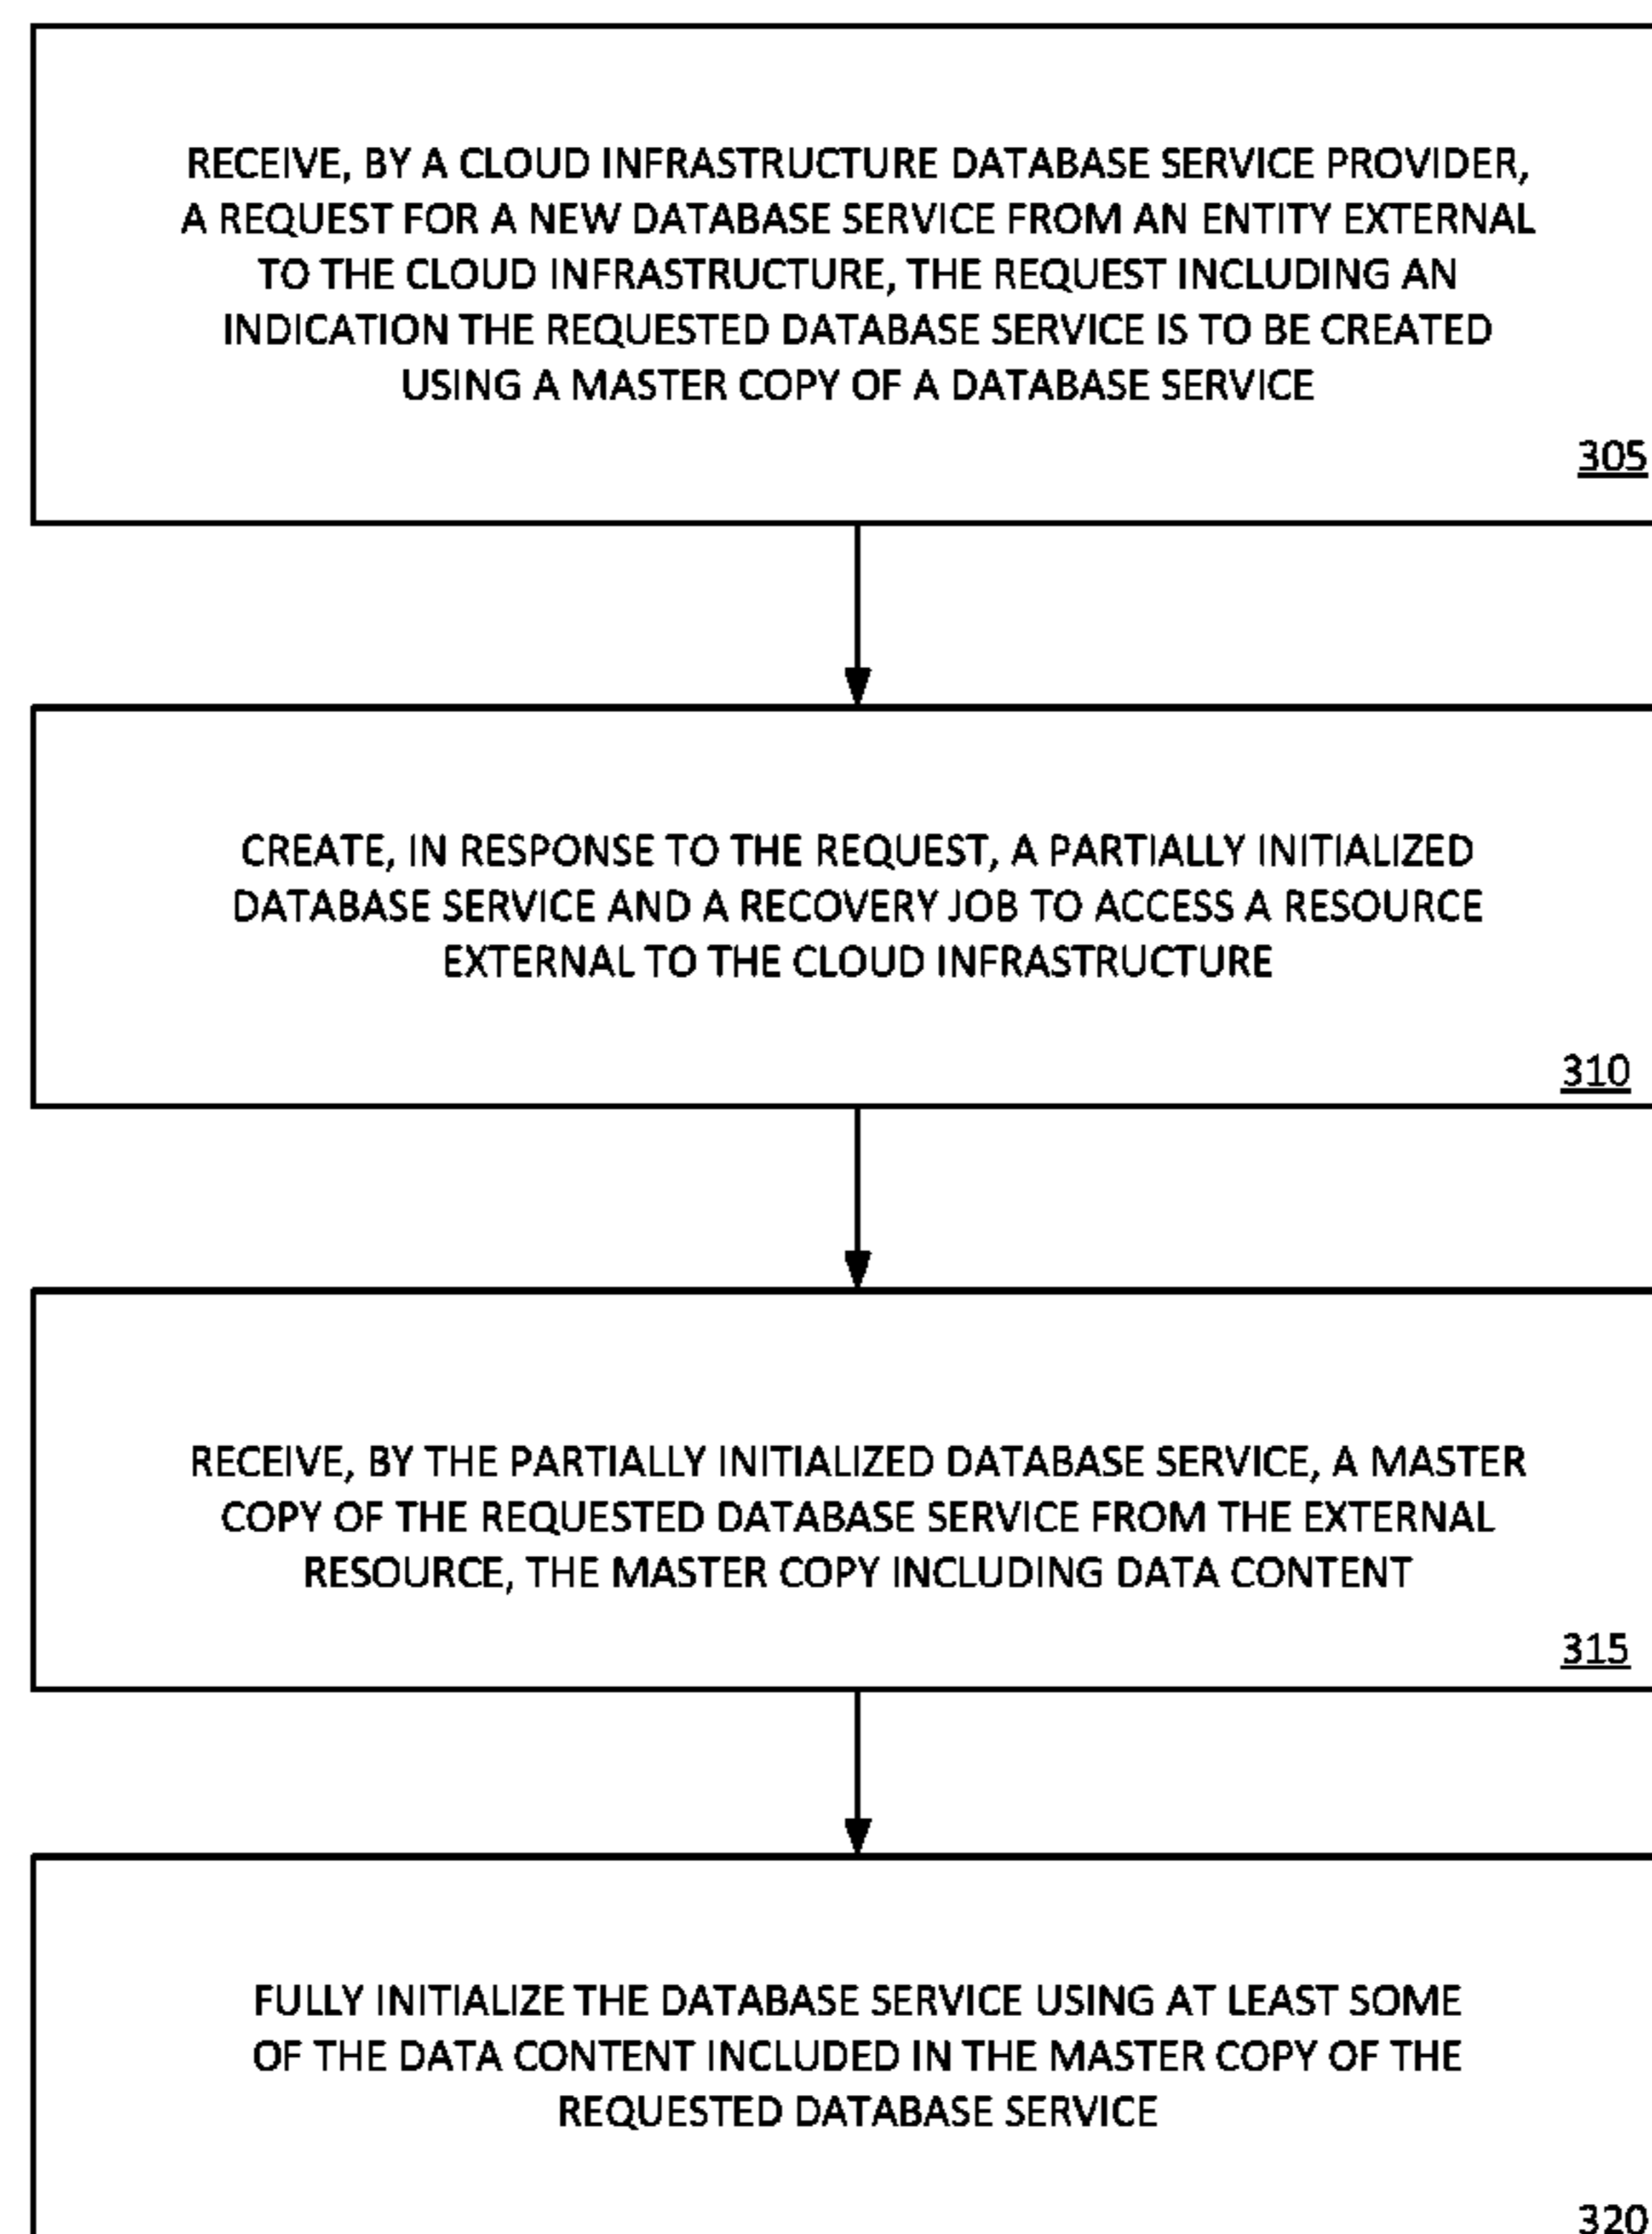 RECEIVE, BY A CLOUD INFRASTRUCTURE DATABASE SERVICE PROVIDER,
A REQUEST FOR A NEW DATABASE SERVICE FROM AN ENTITY EXTERNAL
TO THE CLOUD INFRASTRUCTURE, THE REQUEST INCLUDING AN
INDICATION THE REQUESTED DATABASE SERVICE IS TO BE CREATED
USING A MASTER COPY OF A DATABASE SERVICE
305
CREATE, IN RESPONSE TO THE REQUEST, A PARTIALLY INITIALIZED
DATABASE SERVICE AND A RECOVERY JOB TO ACCESS A RESOURCE
EXTERNAL TO THE CLOUD INFRASTRUCTURE
310
RECEIVE, BY THE PARTIALLY INITIALIZED DATABASE SERVICE, A MASTER
COPY OF THE REQUESTED DATABASE SERVICE FROM THE EXTERNAL
RESOURCE, THE MASTER COPY INCLUDING DATA CONTENT
315
FULLY INITIALIZE THE DATABASE SERVICE USING AT LEAST SOME
OF THE DATA CONTENT INCLUDED IN THE MASTER COPY OF THE
REQUESTED DATABASE SERVICE
320